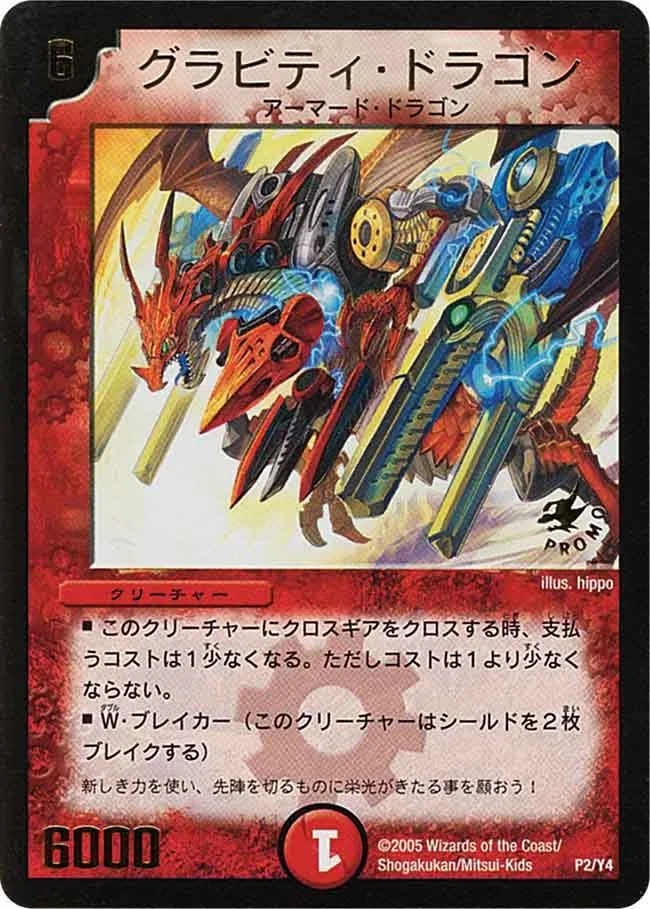 6
グラビティ・ドラゴン
アーマード・ドラゴン
PROMO
illus. hippo
クリーチャー
■ このクリーチャーにクロスギアをクロスする時、支払
うコストは1少なくなる。ただしコストは1より少なく
ならない。
■ W・ブレイカー（このクリーチャーはシールドを2枚
ブレイクする）
新しき力を使い、先陣を切るものに栄光がきたる事を願おう！
6000
1
©2005 Wizards of the Coast/
Shogakukan/Mitsui-Kids
P2/Y4